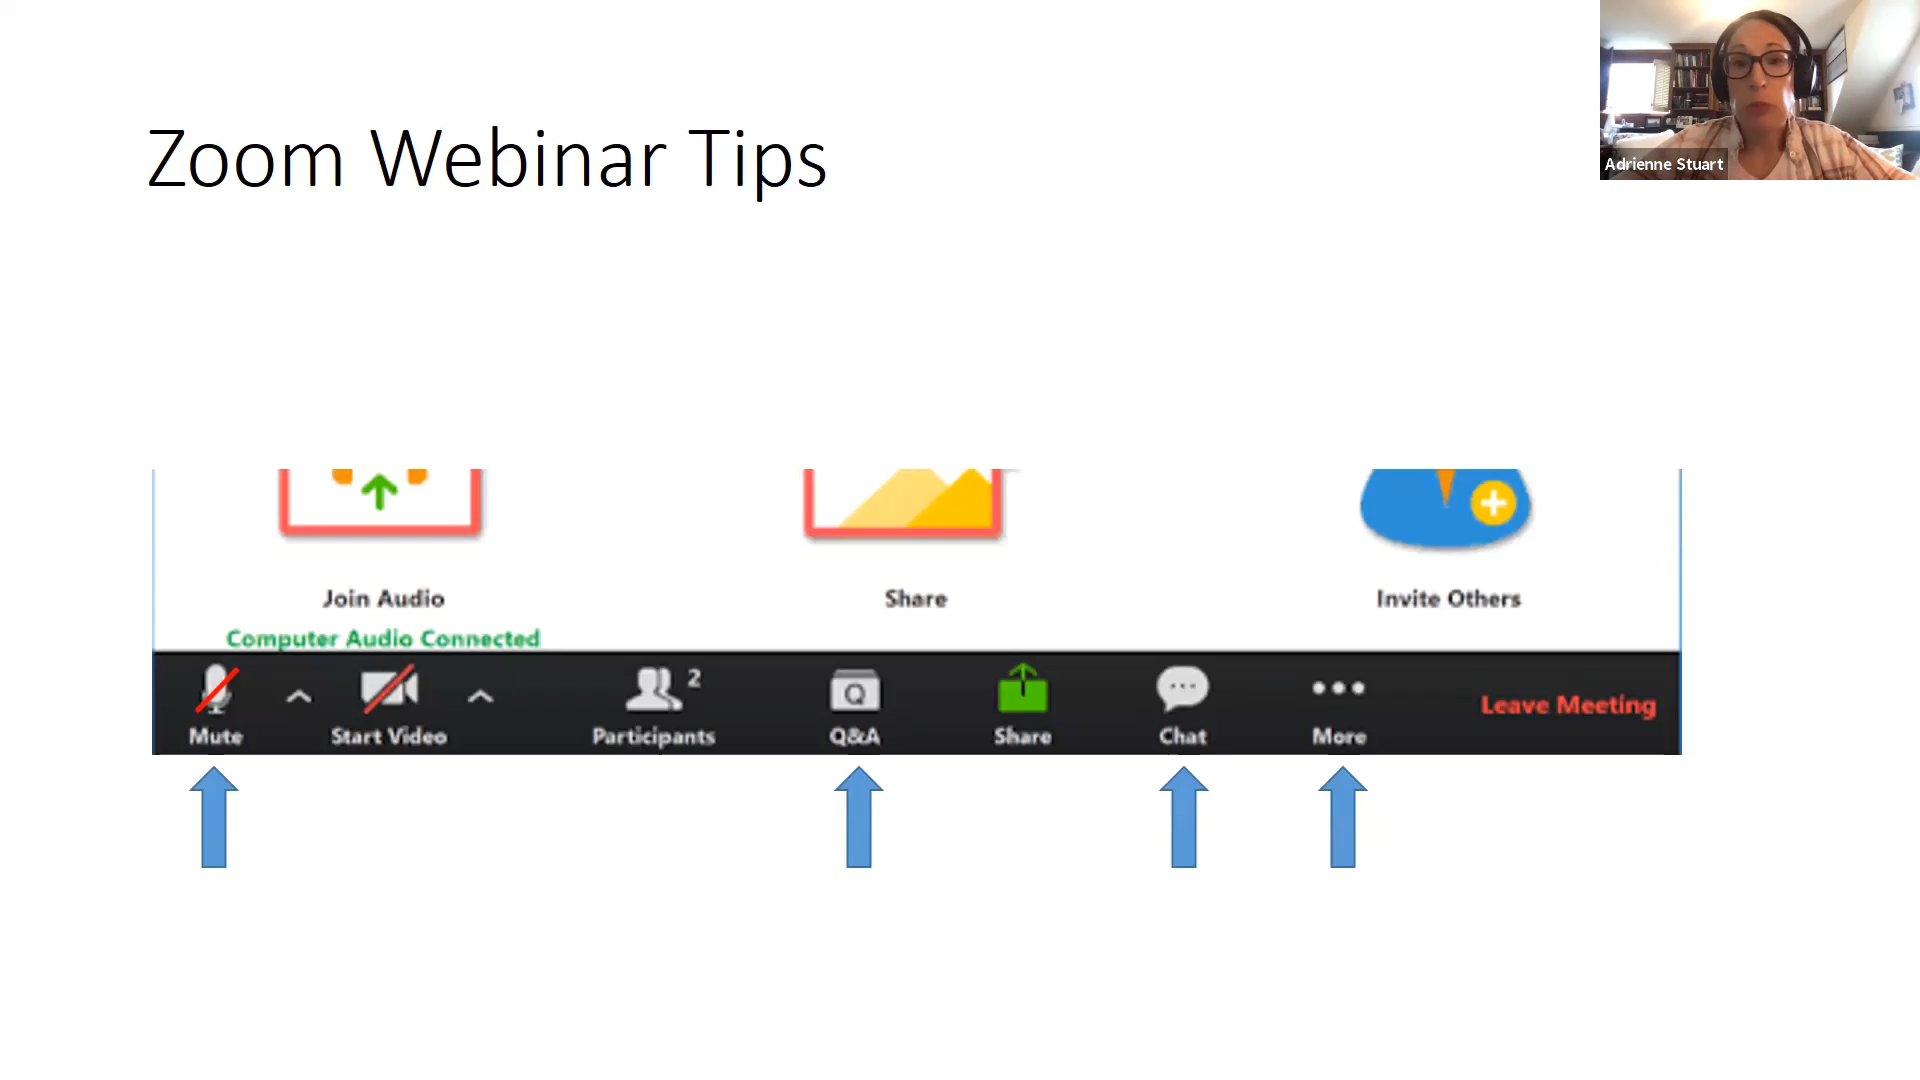 Zoom Webinar Tips
Adrienne Stuart
Join Audio
Share
Invite Others
Computer Audio Connected
2
Mute
Start Video
Participants
Q
Q&A
Share
Chat
More
Leave Meeting